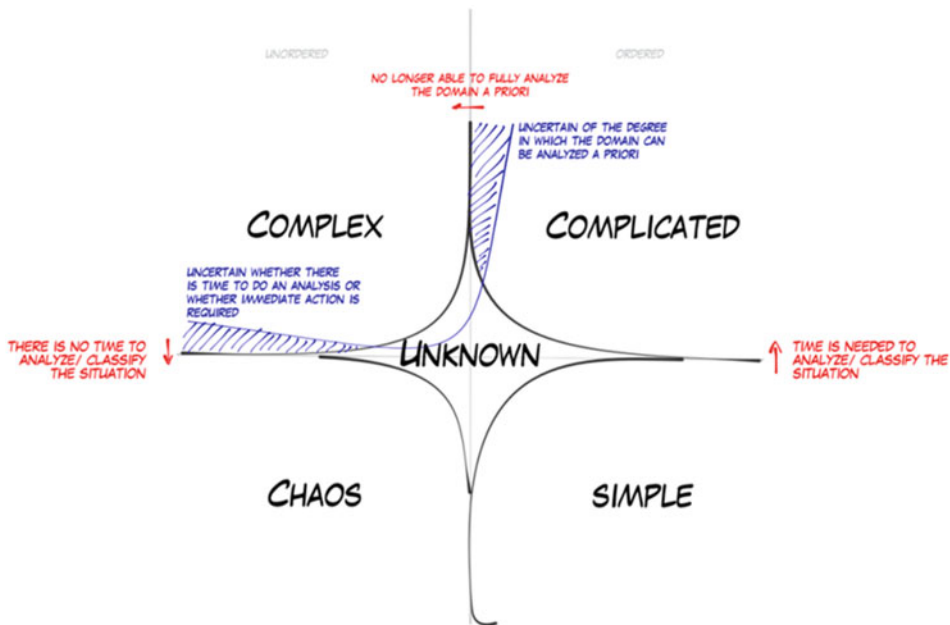 UNORDERED
ORDERED
NO LONGER ABLE TO FULLY ANALYZE
THE DOMAIN A PRIORI
UNCERTAIN OF THE DEGREE
IN WHICH THE DOMAIN CAN
BE ANALYZED A PRIORI
COMPLEX
COMPLICATED
UNCERTAIN WHETHER THERE
IS TIME TO DO AN ANALYSIS OR
WHETHER IMMEDIATE ACTION IS
REQUIRED
THERE IS NO TIME TO
ANALYZE/ CLASSIFY
THE SITUATION
UNKNOWN
TIME IS NEEDED TO
ANALYZE/ CLASSIFY THE
SITUATION
CHAOS
SIMPLE